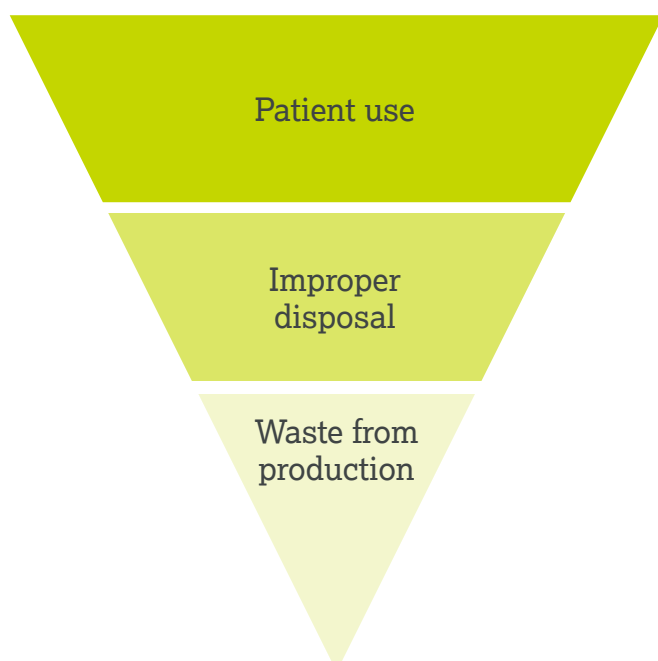 Patient use
Improper
disposal
Waste from
production